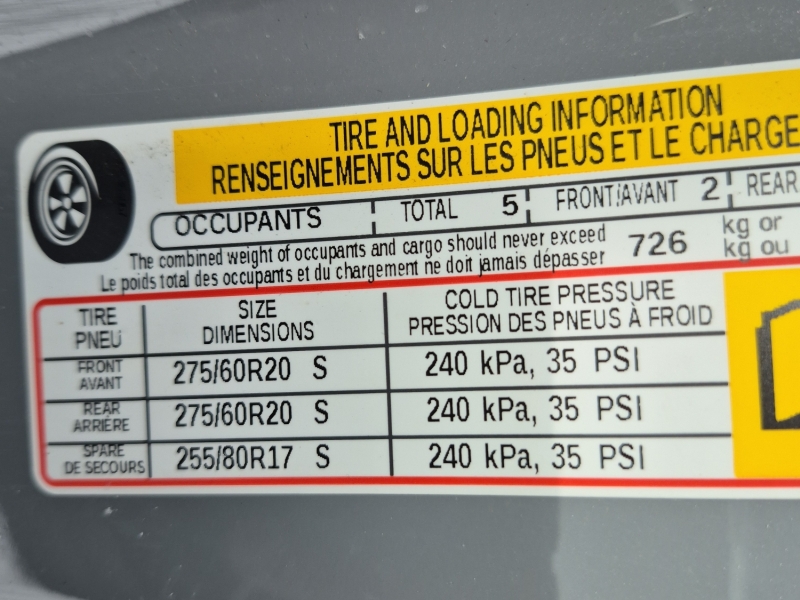 TIRE AND LOADING INFORMATION
RENSEIGNEMENTS SUR LES PNEUS ET LE CHARGE
OCCUPANTS TOTAL 5 FRONT/AVANT 2 REAR
The combined weight of occupants and cargo should never exceed 726 kg or
Le poids total des occupants et du chargement ne doit jamais dépasser kg ou
TIRE SIZE COLD TIRE PRESSURE
PNEU DIMENSIONS PRESSION DES PNEUS À FROID
FRONT
AVANT 275/60R20 S 240 kPa, 35 PSI
REAR
ARRIÈRE 275/60R20 S 240 kPa, 35 PSI
SPARE
DE SECOURS 255/80R17 S 240 kPa, 35 PSI